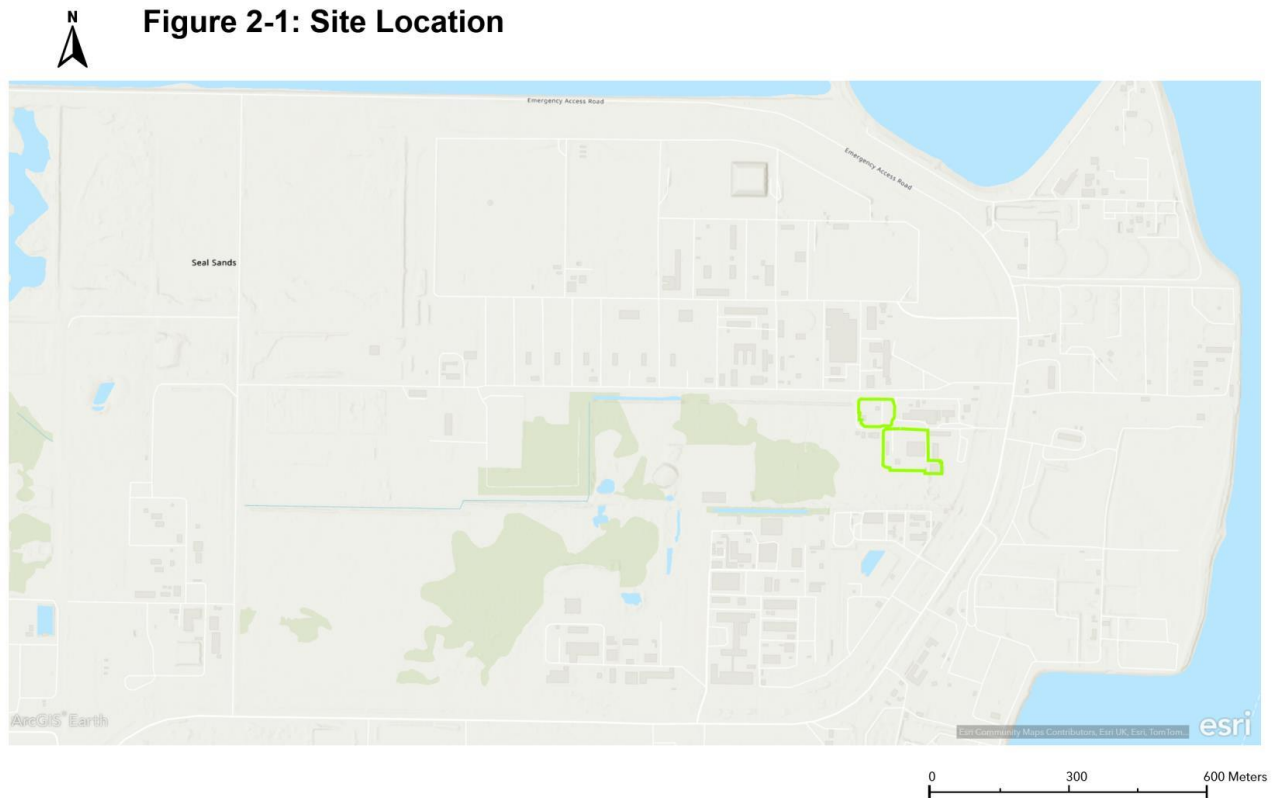 N
Figure 2-1: Site Location
Emergency Access Road
Emergency Access Road
Seal Sands
ArcGIS® Earth
Esri Community Maps Contributors, Esri UK, Esri, TomTom...
esri
0 300 600 Meters